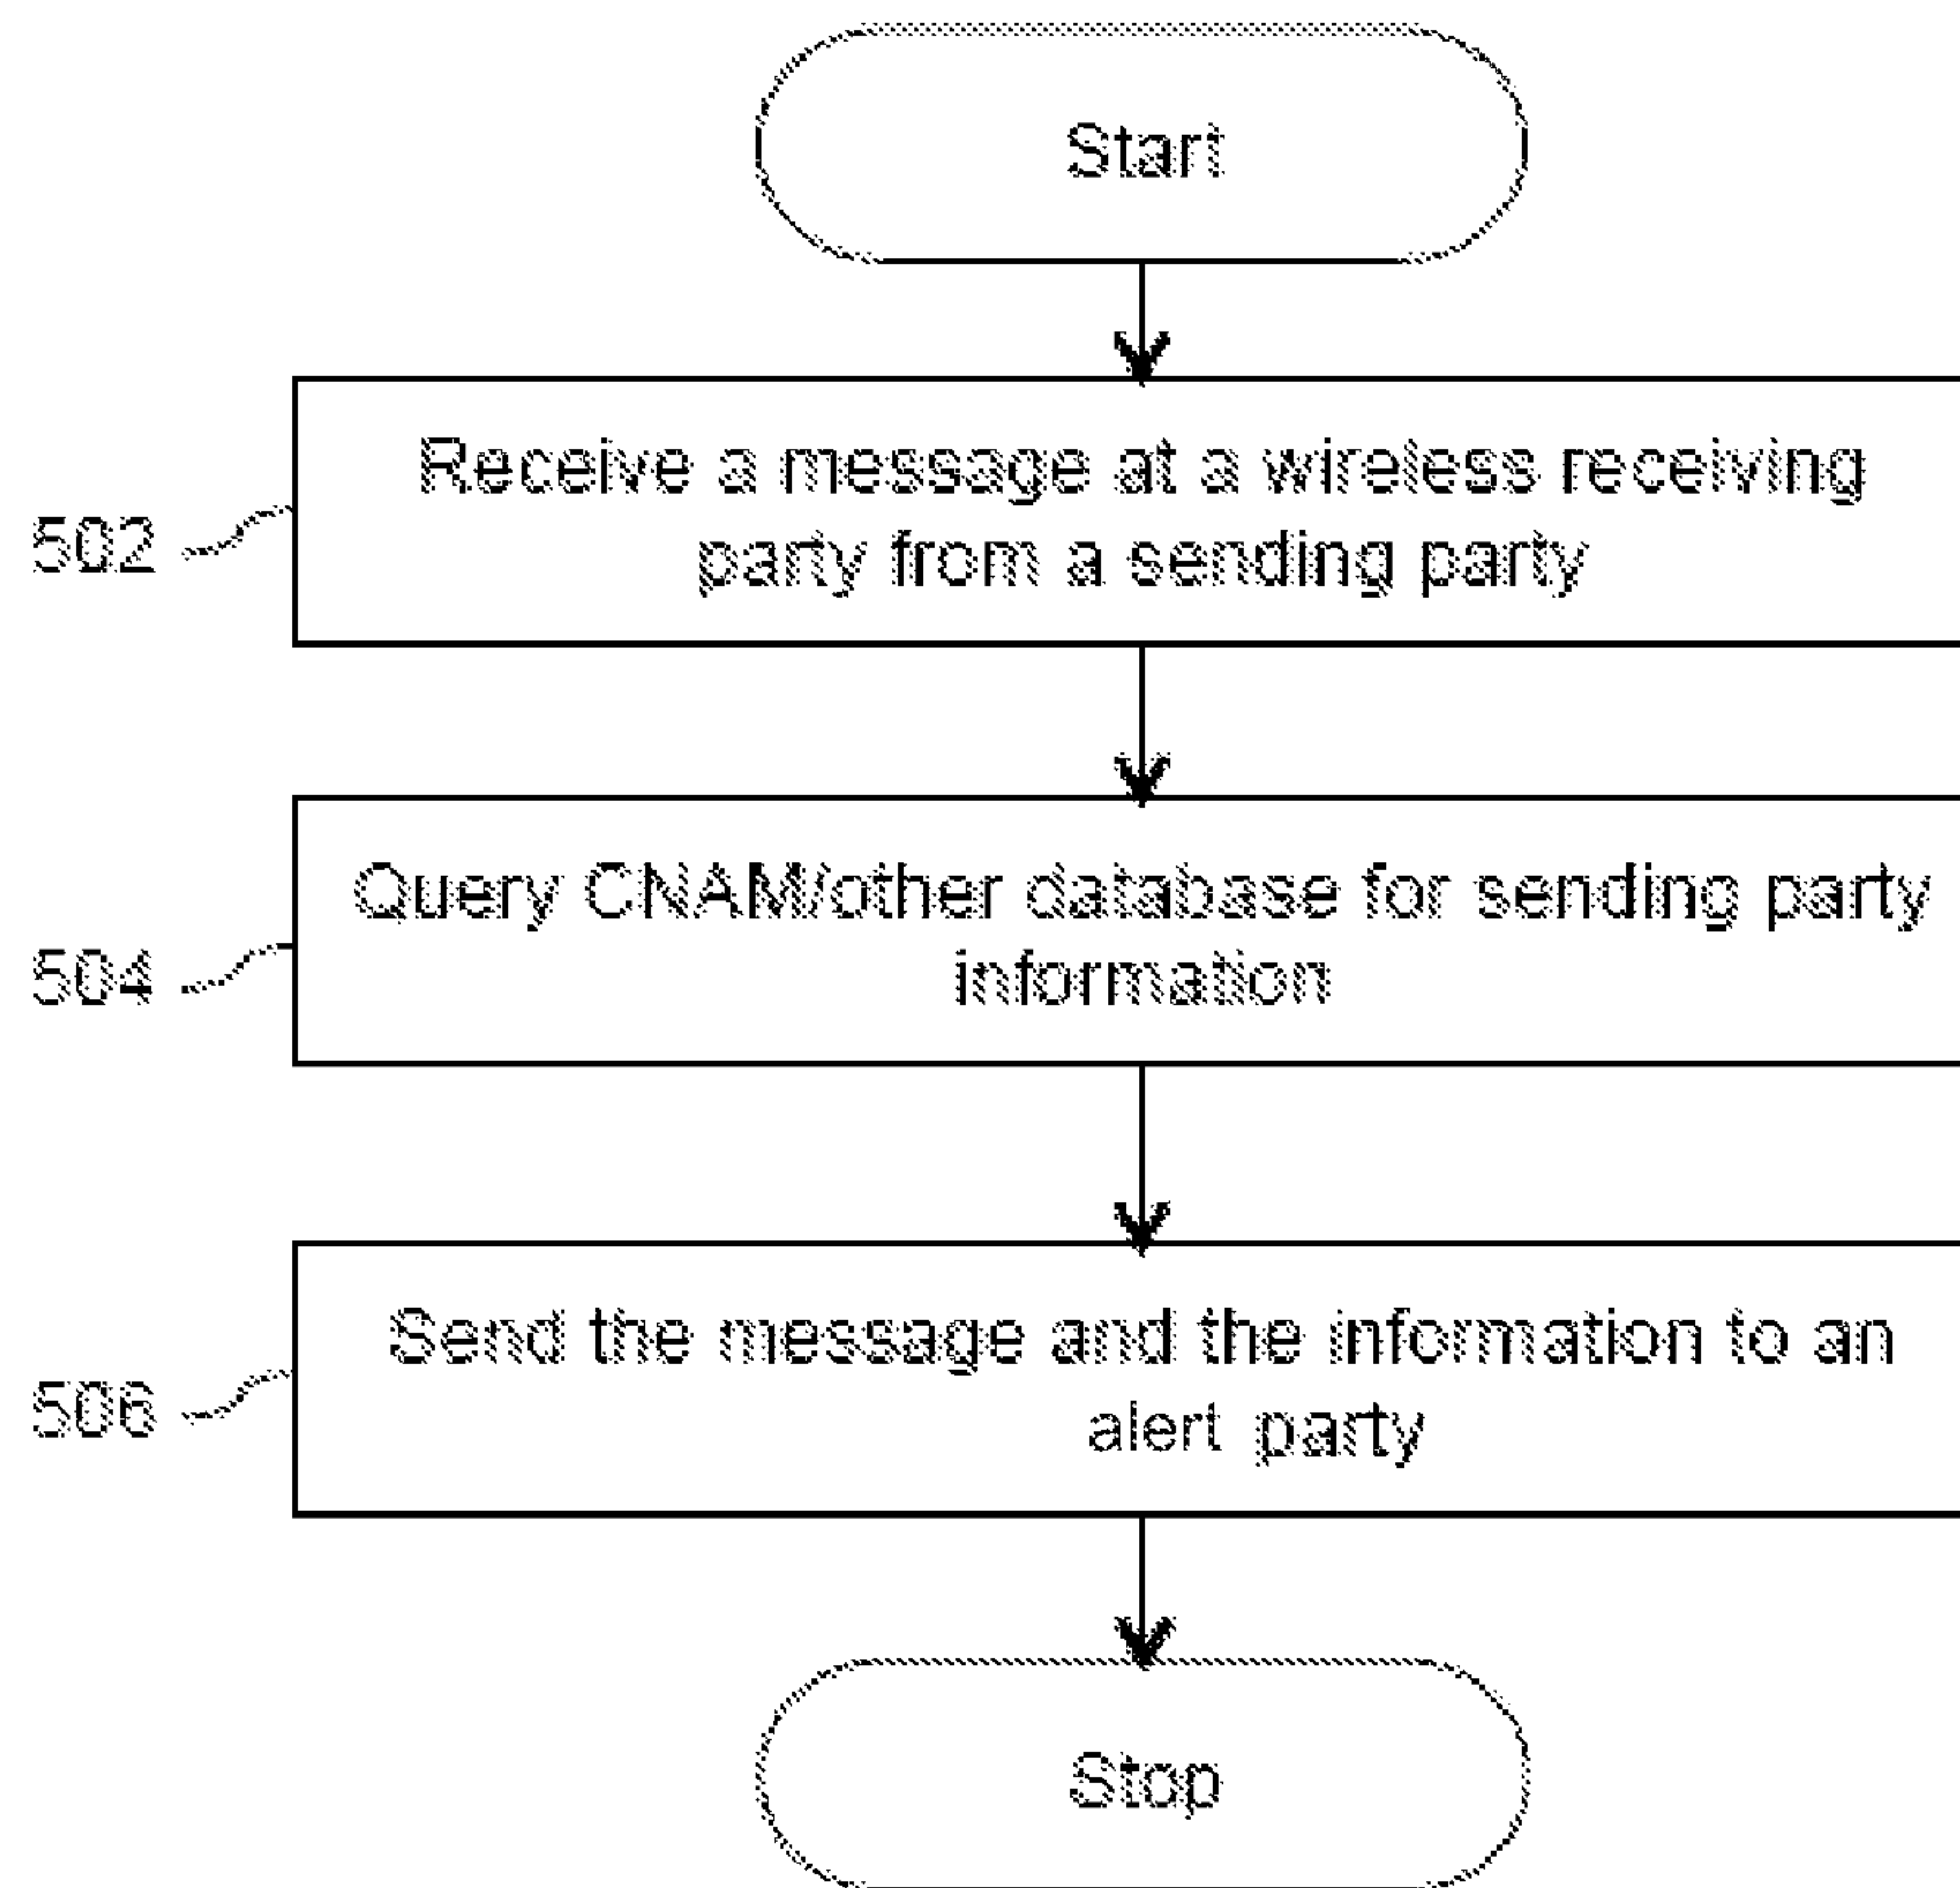 Start
Receive a message at a wireless receiving
party from a sending party
502
Query CNAM/other database for sending party
information
504
Send the message and the information to an
alert party
506
Stop